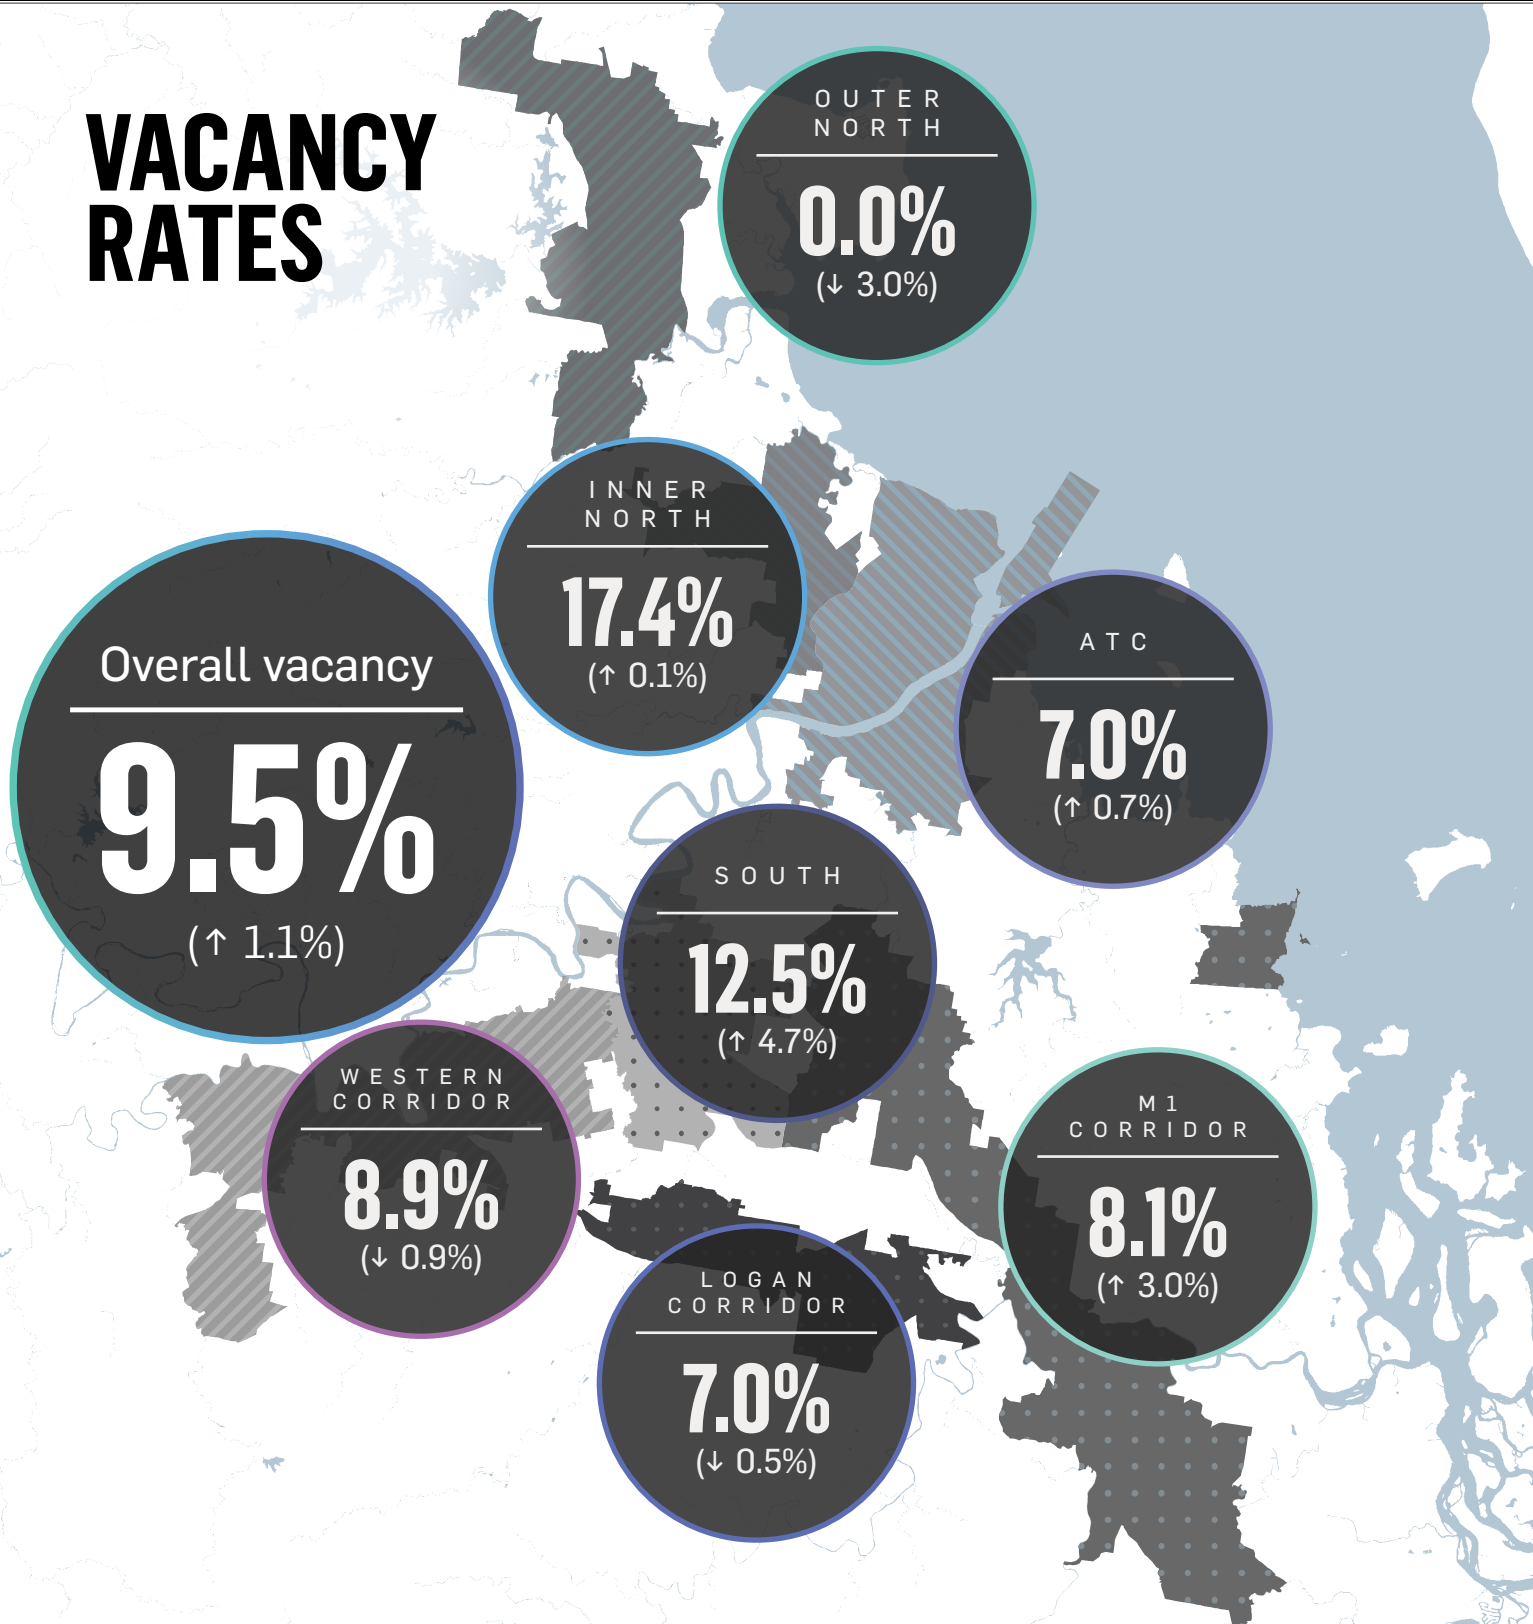 VACANCY
RATES
OUTER
NORTH
0.0%
(↓ 3.0%)
INNER
NORTH
17.4%
(↑ 0.1%)
Overall vacancy
9.5%
(↑ 1.1%)
ATC
7.0%
(↑ 0.7%)
SOUTH
12.5%
(↑ 4.7%)
WESTERN
CORRIDOR
8.9%
(↓ 0.9%)
M1
CORRIDOR
8.1%
(↑ 3.0%)
LOGAN
CORRIDOR
7.0%
(↓ 0.5%)